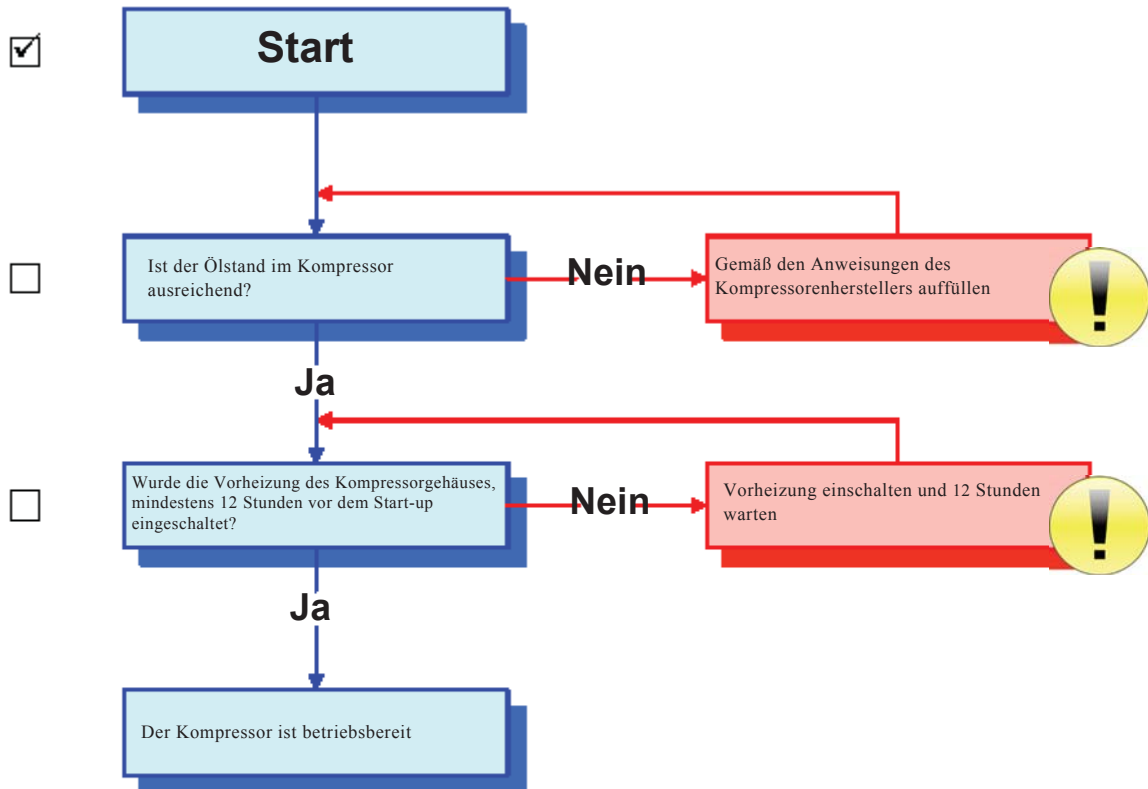 Start
Ist der Ölstand im Kompressor
ausreichend?
Nein
Gemäß den Anweisungen des
Kompressorenherstellers auffüllen
Ja
Wurde die Vorheizung des Kompressorgehäuses,
mindestens 12 Stunden vor dem Start-up
eingeschaltet?
Nein
Vorheizung einschalten und 12 Stunden
warten
Ja
Der Kompressor ist betriebsbereit